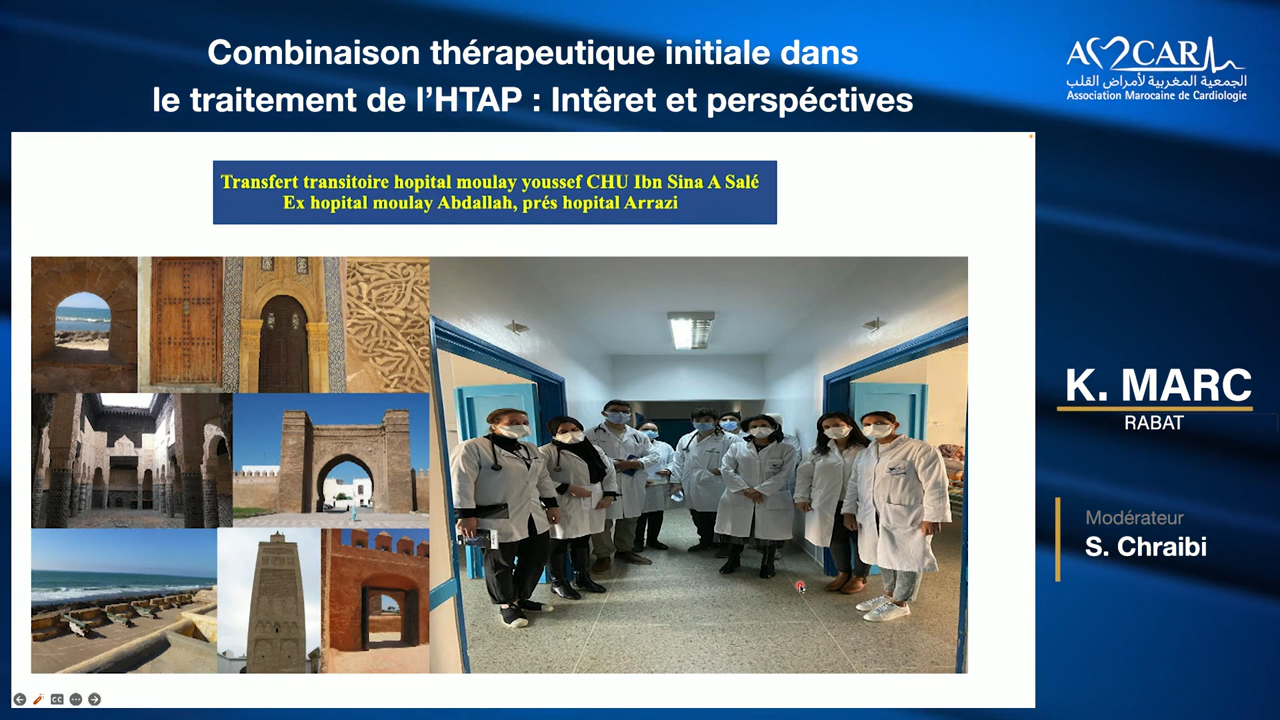 Combinaison thérapeutique initiale dans
le traitement de l’HTAP : Intêret et perspéctives
AMCAR
الجمعية المغربية لأمراض القلب
Association Marocaine de Cardiologie
Transfert transitoire hopital moulay youssef CHU Ibn Sina A Salé
Ex hopital moulay Abdallah, prés hopital Arrazi
K. MARC
RABAT
Modérateur
S. Chraibi
CC